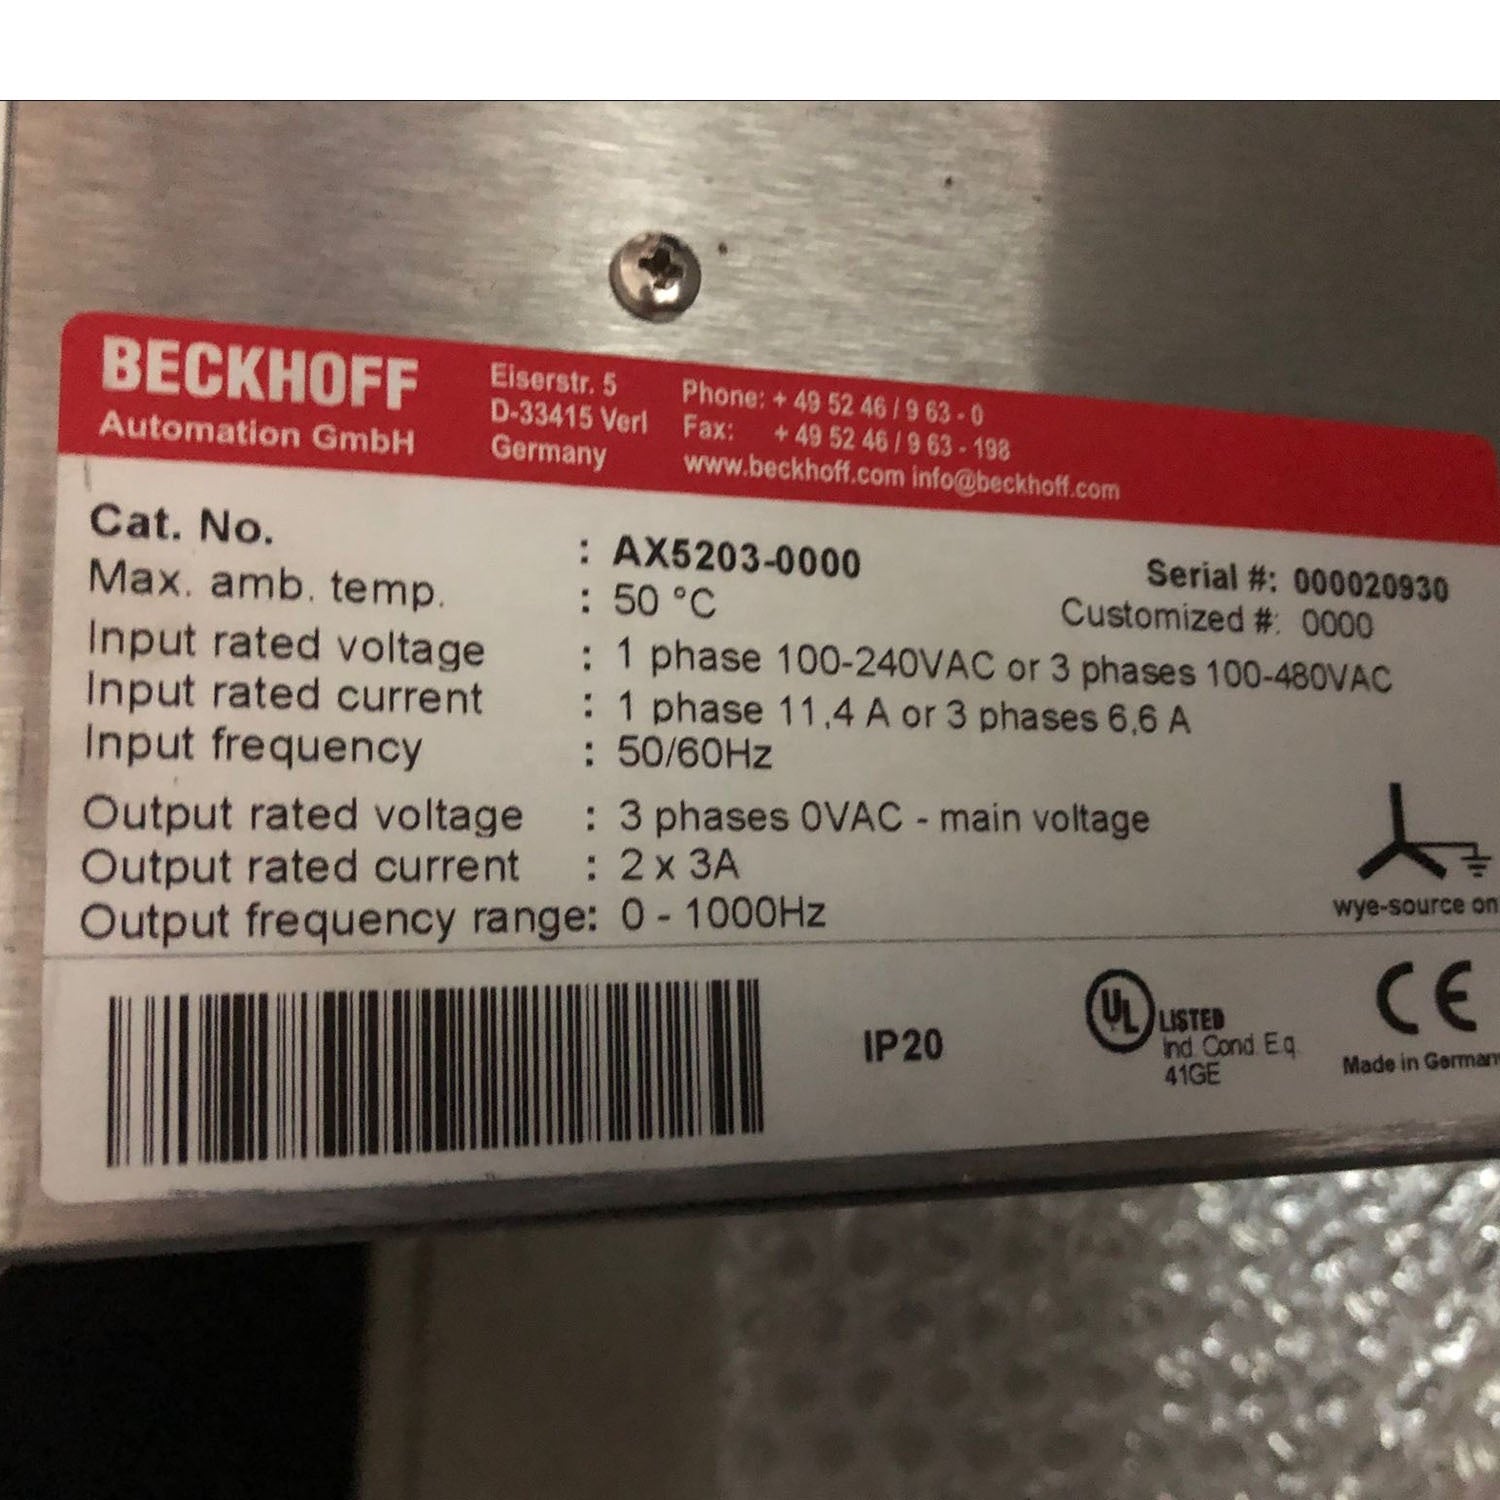 BECKHOFF
Automation GmbH
Eiserstr. 5
D-33415 Verl
Germany
Phone: + 49 52 46 / 9 63 - 0
Fax: + 49 52 46 / 9 63 - 198
www.beckhoff.com info@beckhoff.com
Cat. No. : AX5203-0000
Serial #: 000020930
Max. amb. temp. : 50 °C
Customized #: 0000
Input rated voltage : 1 phase 100-240VAC or 3 phases 100-480VAC
Input rated current : 1 phase 11,4 A or 3 phases 6,6 A
Input frequency : 50/60Hz
Output rated voltage : 3 phases 0VAC - main voltage
Output rated current : 2 x 3A
Output frequency range: 0 - 1000Hz
wye-source on
IP20
UL LISTED
Ind. Cond. Eq.
41GE
CE
Made in German